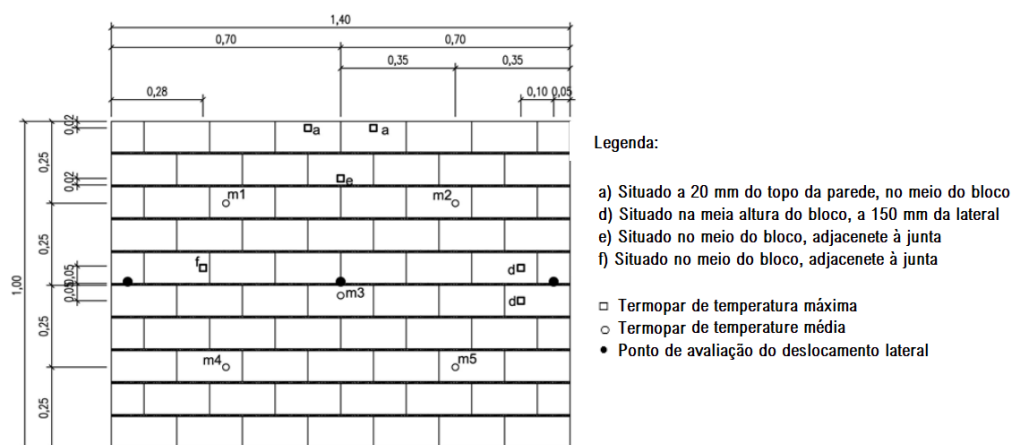 1,40
0,70
0,70
0,35
0,35
0,28
0,10
0,05
0,02
a
a
0,25
0,02
e
m1
m2
0,25
1,00
f
d
0,05
0,05
m3
d
0,25
m4
m5
0,25
Legenda:
a) Situado a 20 mm do topo da parede, no meio do bloco
d) Situado na meia altura do bloco, a 150 mm da lateral
e) Situado no meio do bloco, adjacenete à junta
f) Situado no meio do bloco, adjacenete à junta
Termopar de temperatura máxima
Termopar de temperature média
Ponto de avaliação do deslocamento lateral